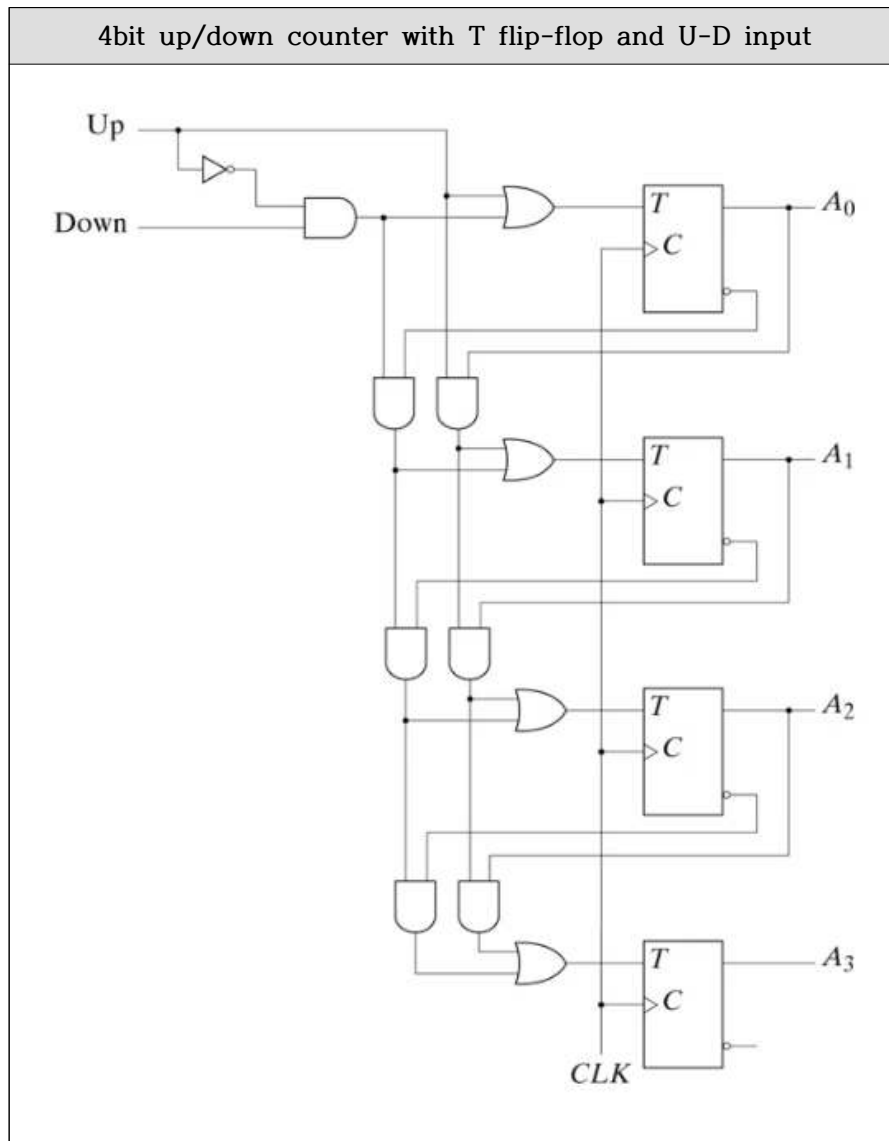 4bit up/down counter with T flip-flop and U-D input
Up
Down
T
C
A0
T
C
A1
T
C
A2
T
C
A3
CLK